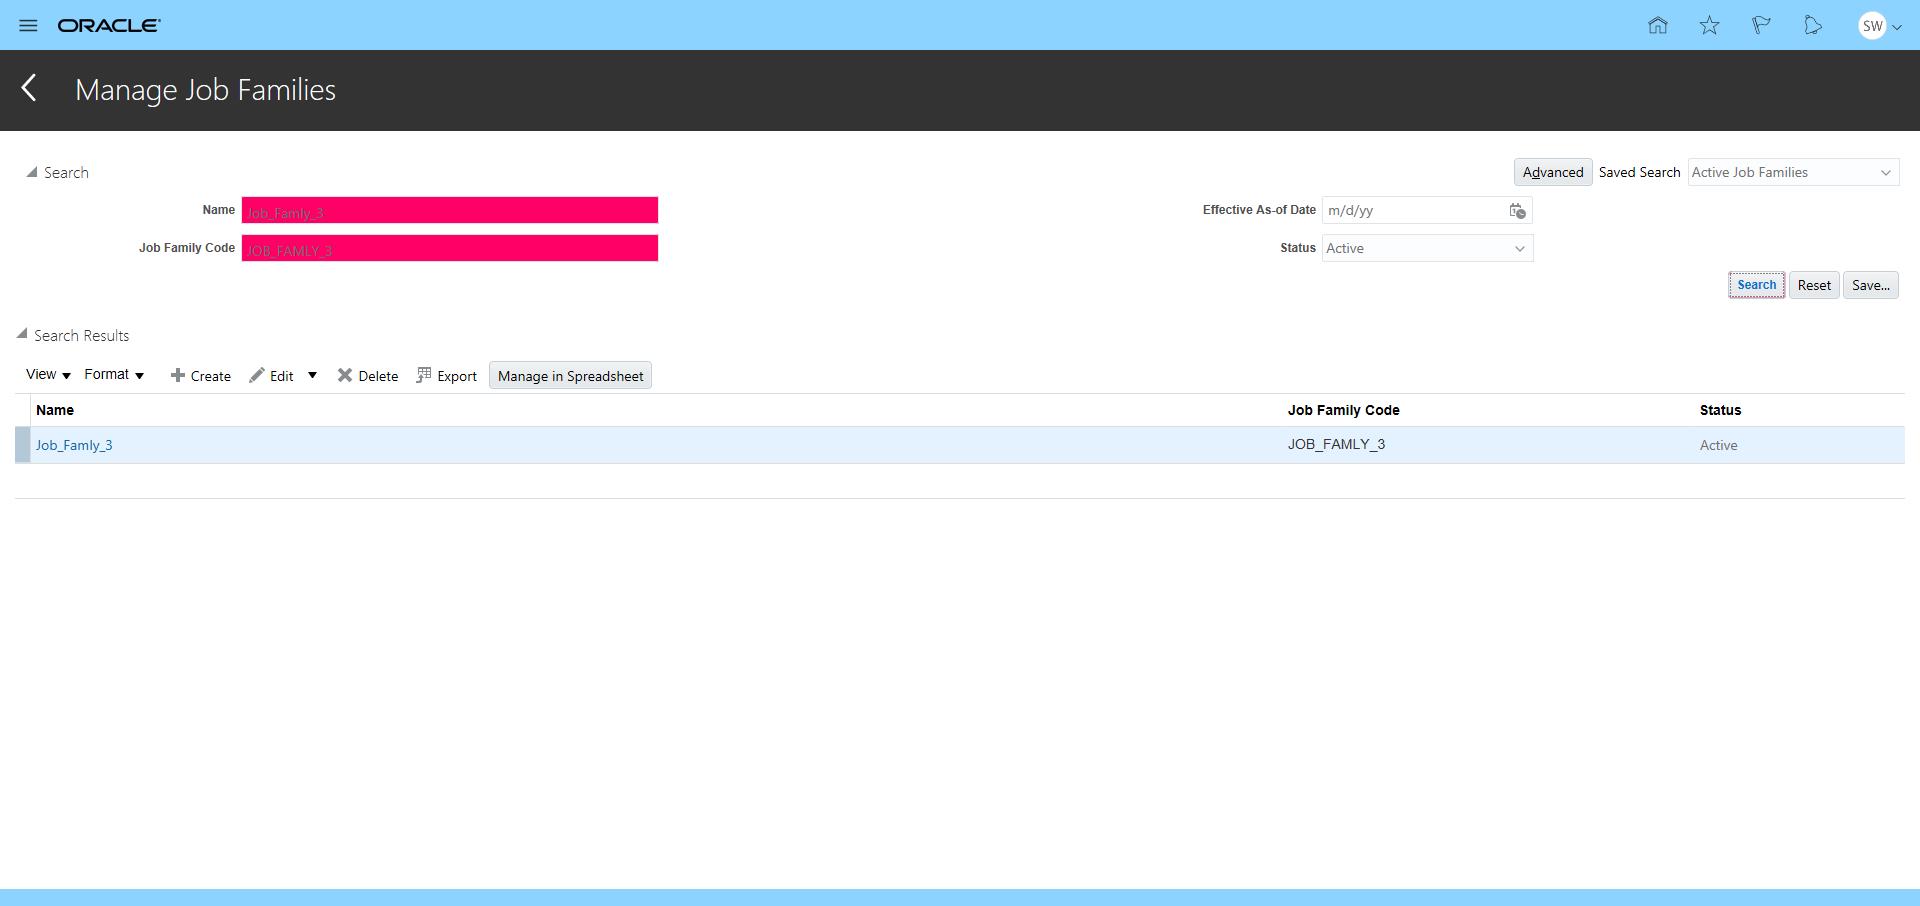 ORACLE
SW
Manage Job Families
Search
Advanced Saved Search Active Job Families
Name Job_Famly_3 Effective As-of Date m/d/yy
Job Family Code JOB_FAMLY_3 Status Active
Search Reset Save...
Search Results
View Format Create Edit Delete Export Manage in Spreadsheet
Name Job Family Code Status
Job_Famly_3 JOB_FAMLY_3 Active